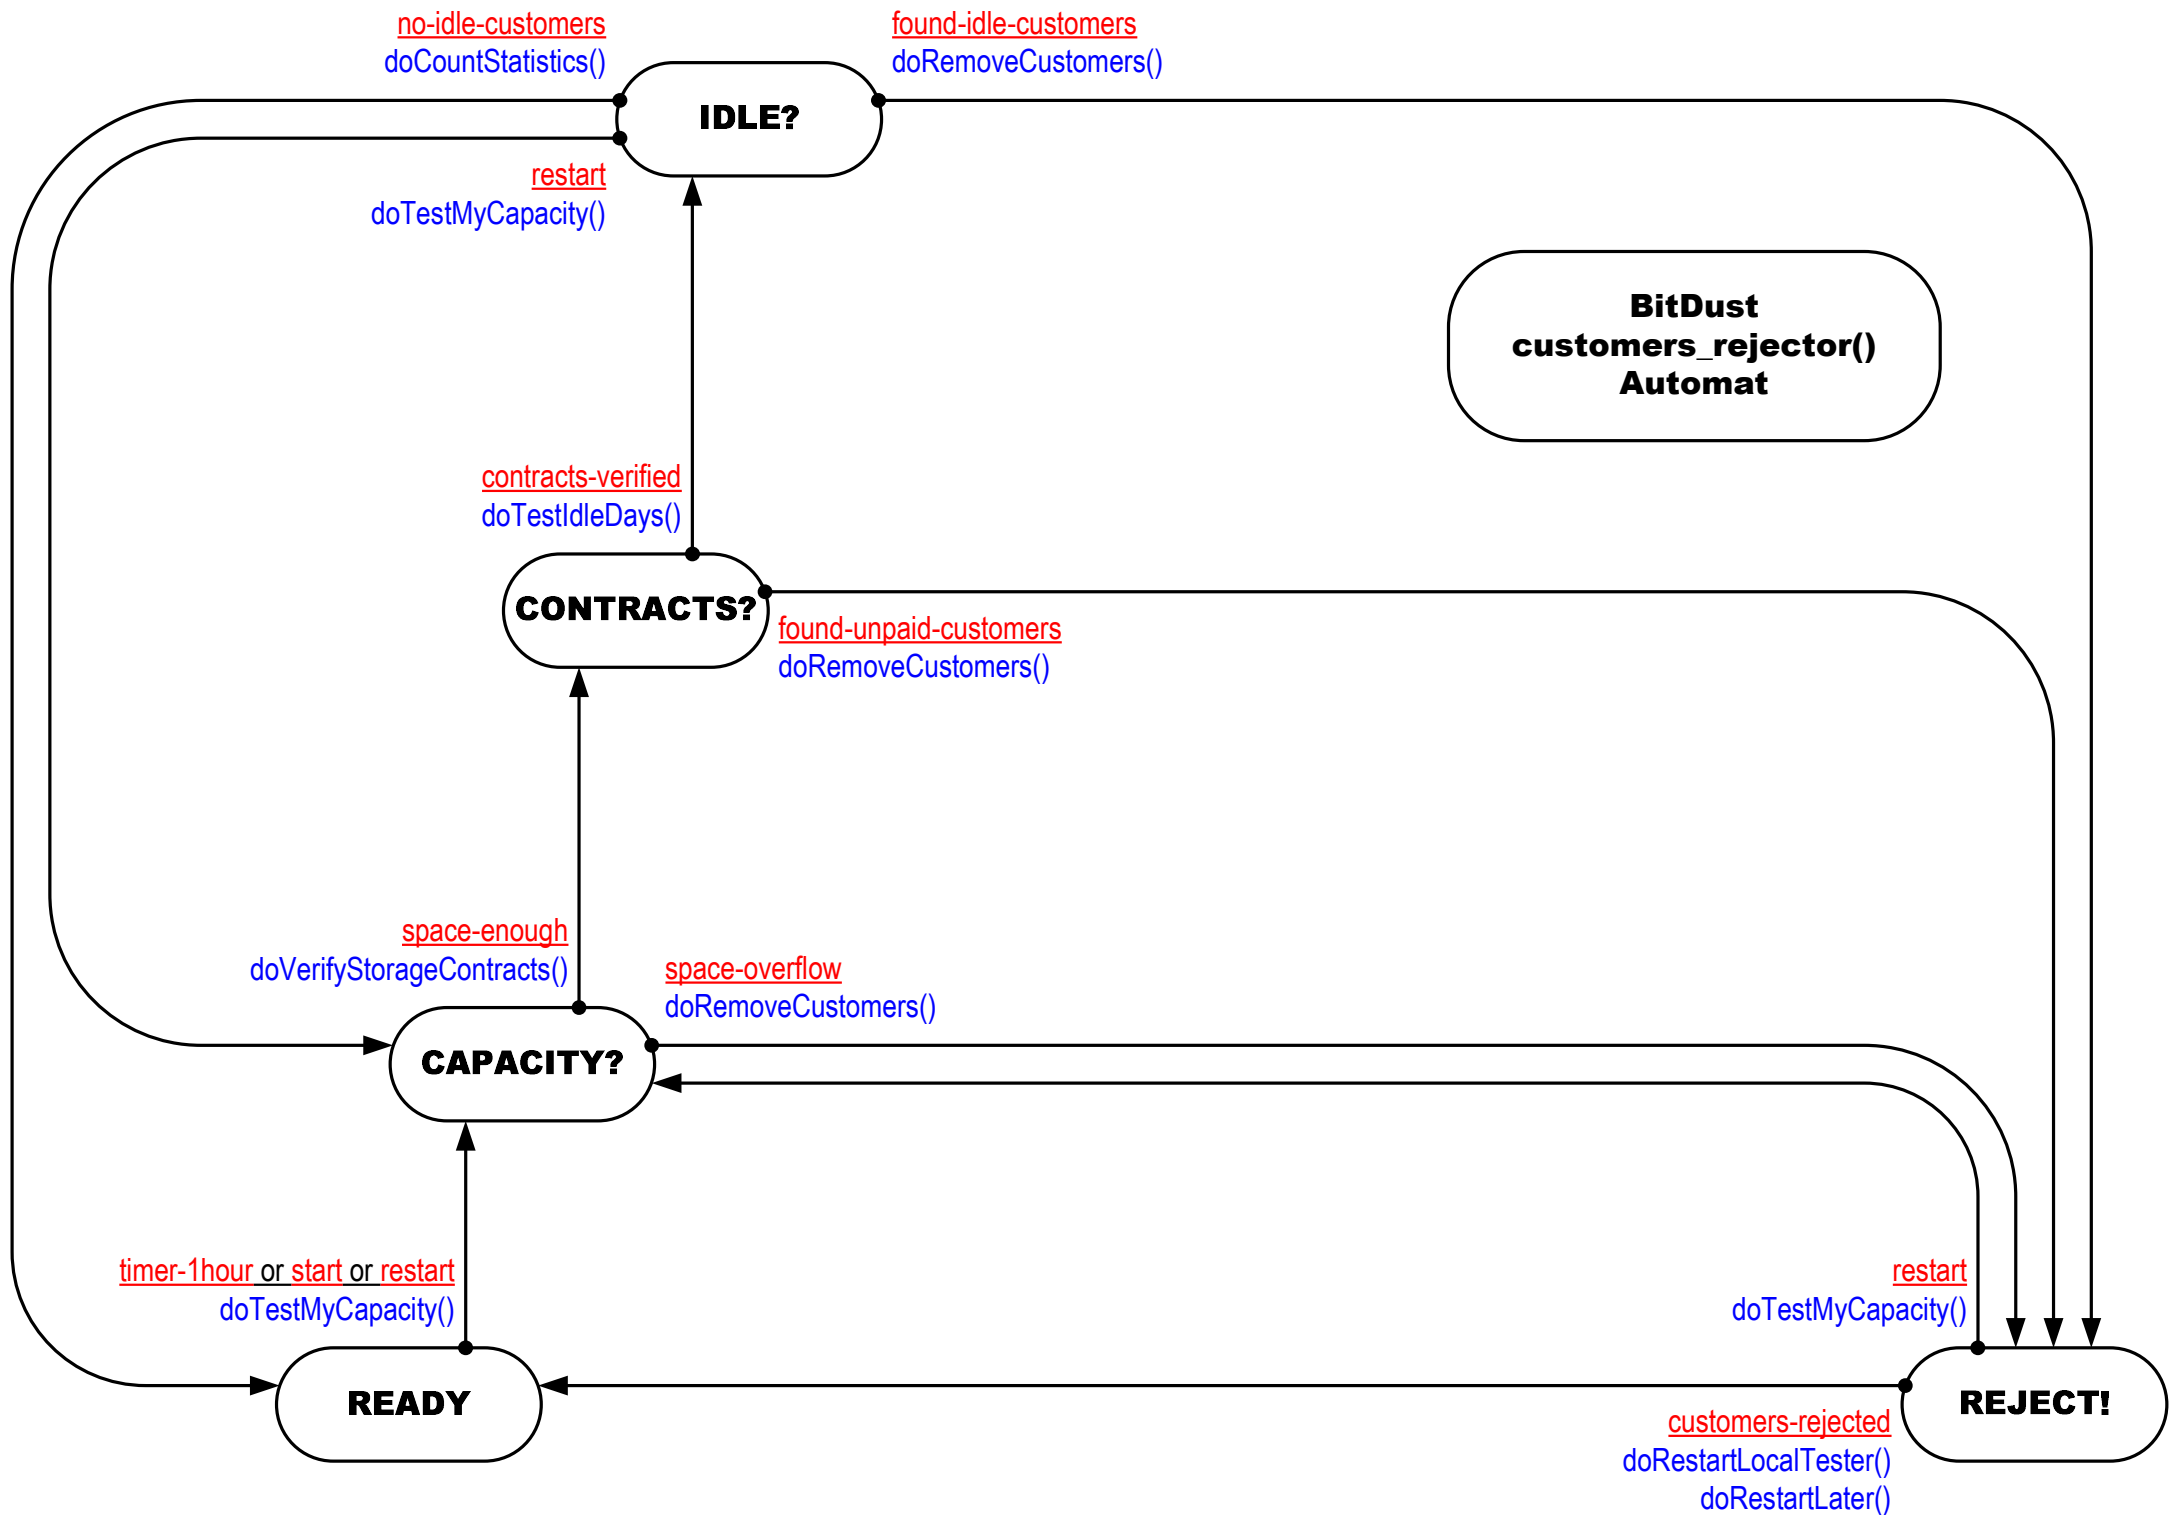 no-idle-customers
doCountStatistics()
found-idle-customers
doRemoveCustomers()
IDLE?
restart
doTestMyCapacity()
BitDust
customers_rejector()
Automat
contracts-verified
doTestIdleDays()
CONTRACTS?
found-unpaid-customers
doRemoveCustomers()
space-enough
doVerifyStorageContracts()
space-overflow
doRemoveCustomers()
CAPACITY?
timer-1hour or start or restart
doTestMyCapacity()
restart
doTestMyCapacity()
READY
REJECT!
customers-rejected
doRestartLocalTester()
doRestartLater()